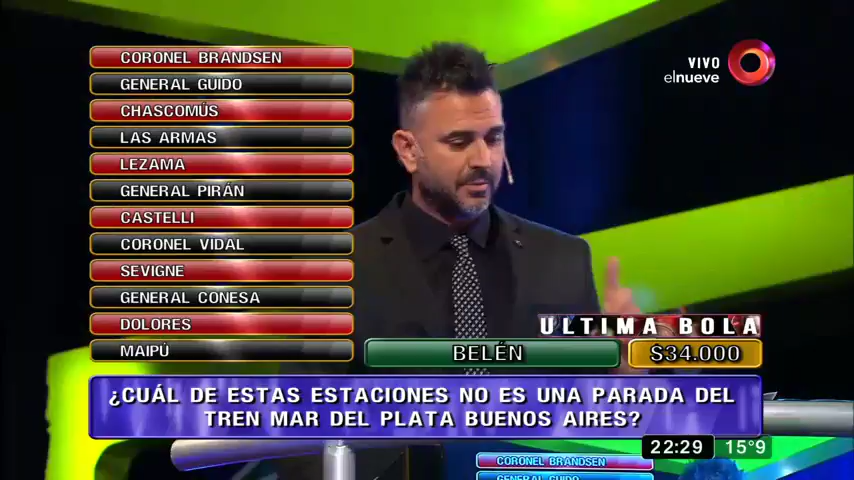 CORONEL BRANDSEN
GENERAL GUIDO
CHASCOMÚS
LAS ARMAS
LEZAMA
GENERAL PIRÁN
CASTELLI
CORONEL VIDAL
SEVIGNE
GENERAL CONESA
DOLORES
MAIPÚ
VIVO
elnueve
ULTIMA BOLA
BELÉN
$34.000
¿CUÁL DE ESTAS ESTACIONES NO ES UNA PARADA DEL
TREN MAR DEL PLATA BUENOS AIRES?
22:29 15°9
CORONEL BRANDSEN
GENERAL GUIDO